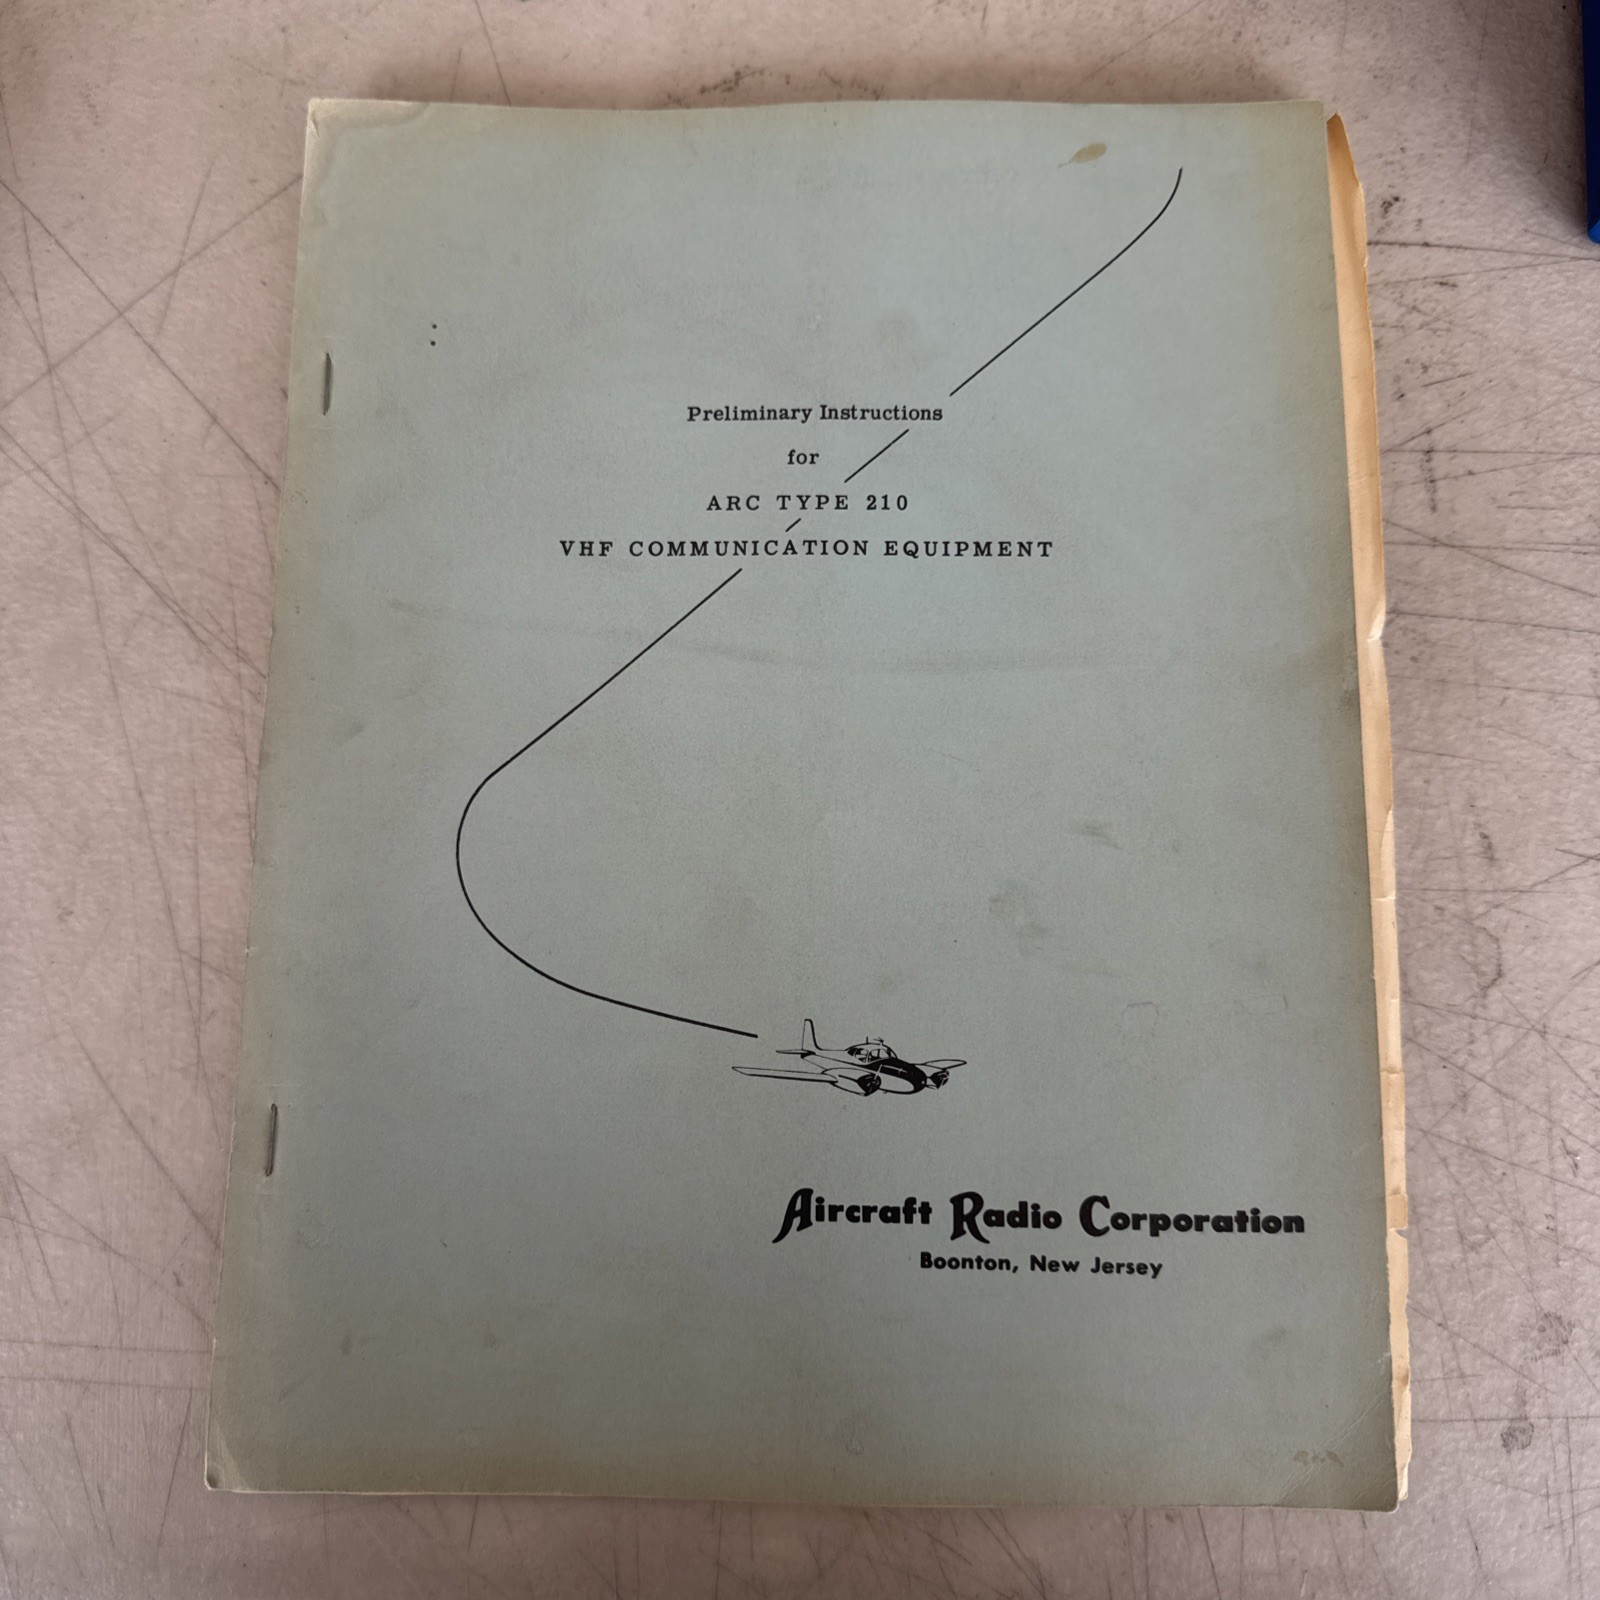 Preliminary Instructions
for
ARC TYPE 210
VHF COMMUNICATION EQUIPMENT
Aircraft Radio Corporation
Boonton, New Jersey